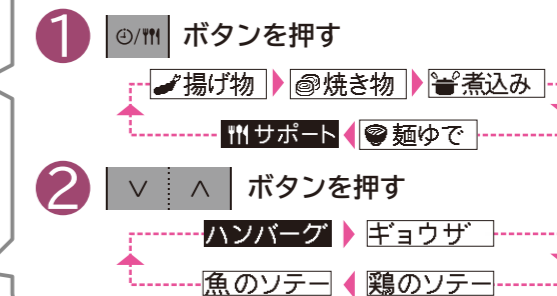 1 ボタンを押す
揚げ物 焼き物 煮込み
サポート 麺ゆで
2 ボタンを押す
ハンバーグ ギョウザ
魚のソテー 鶏のソテー